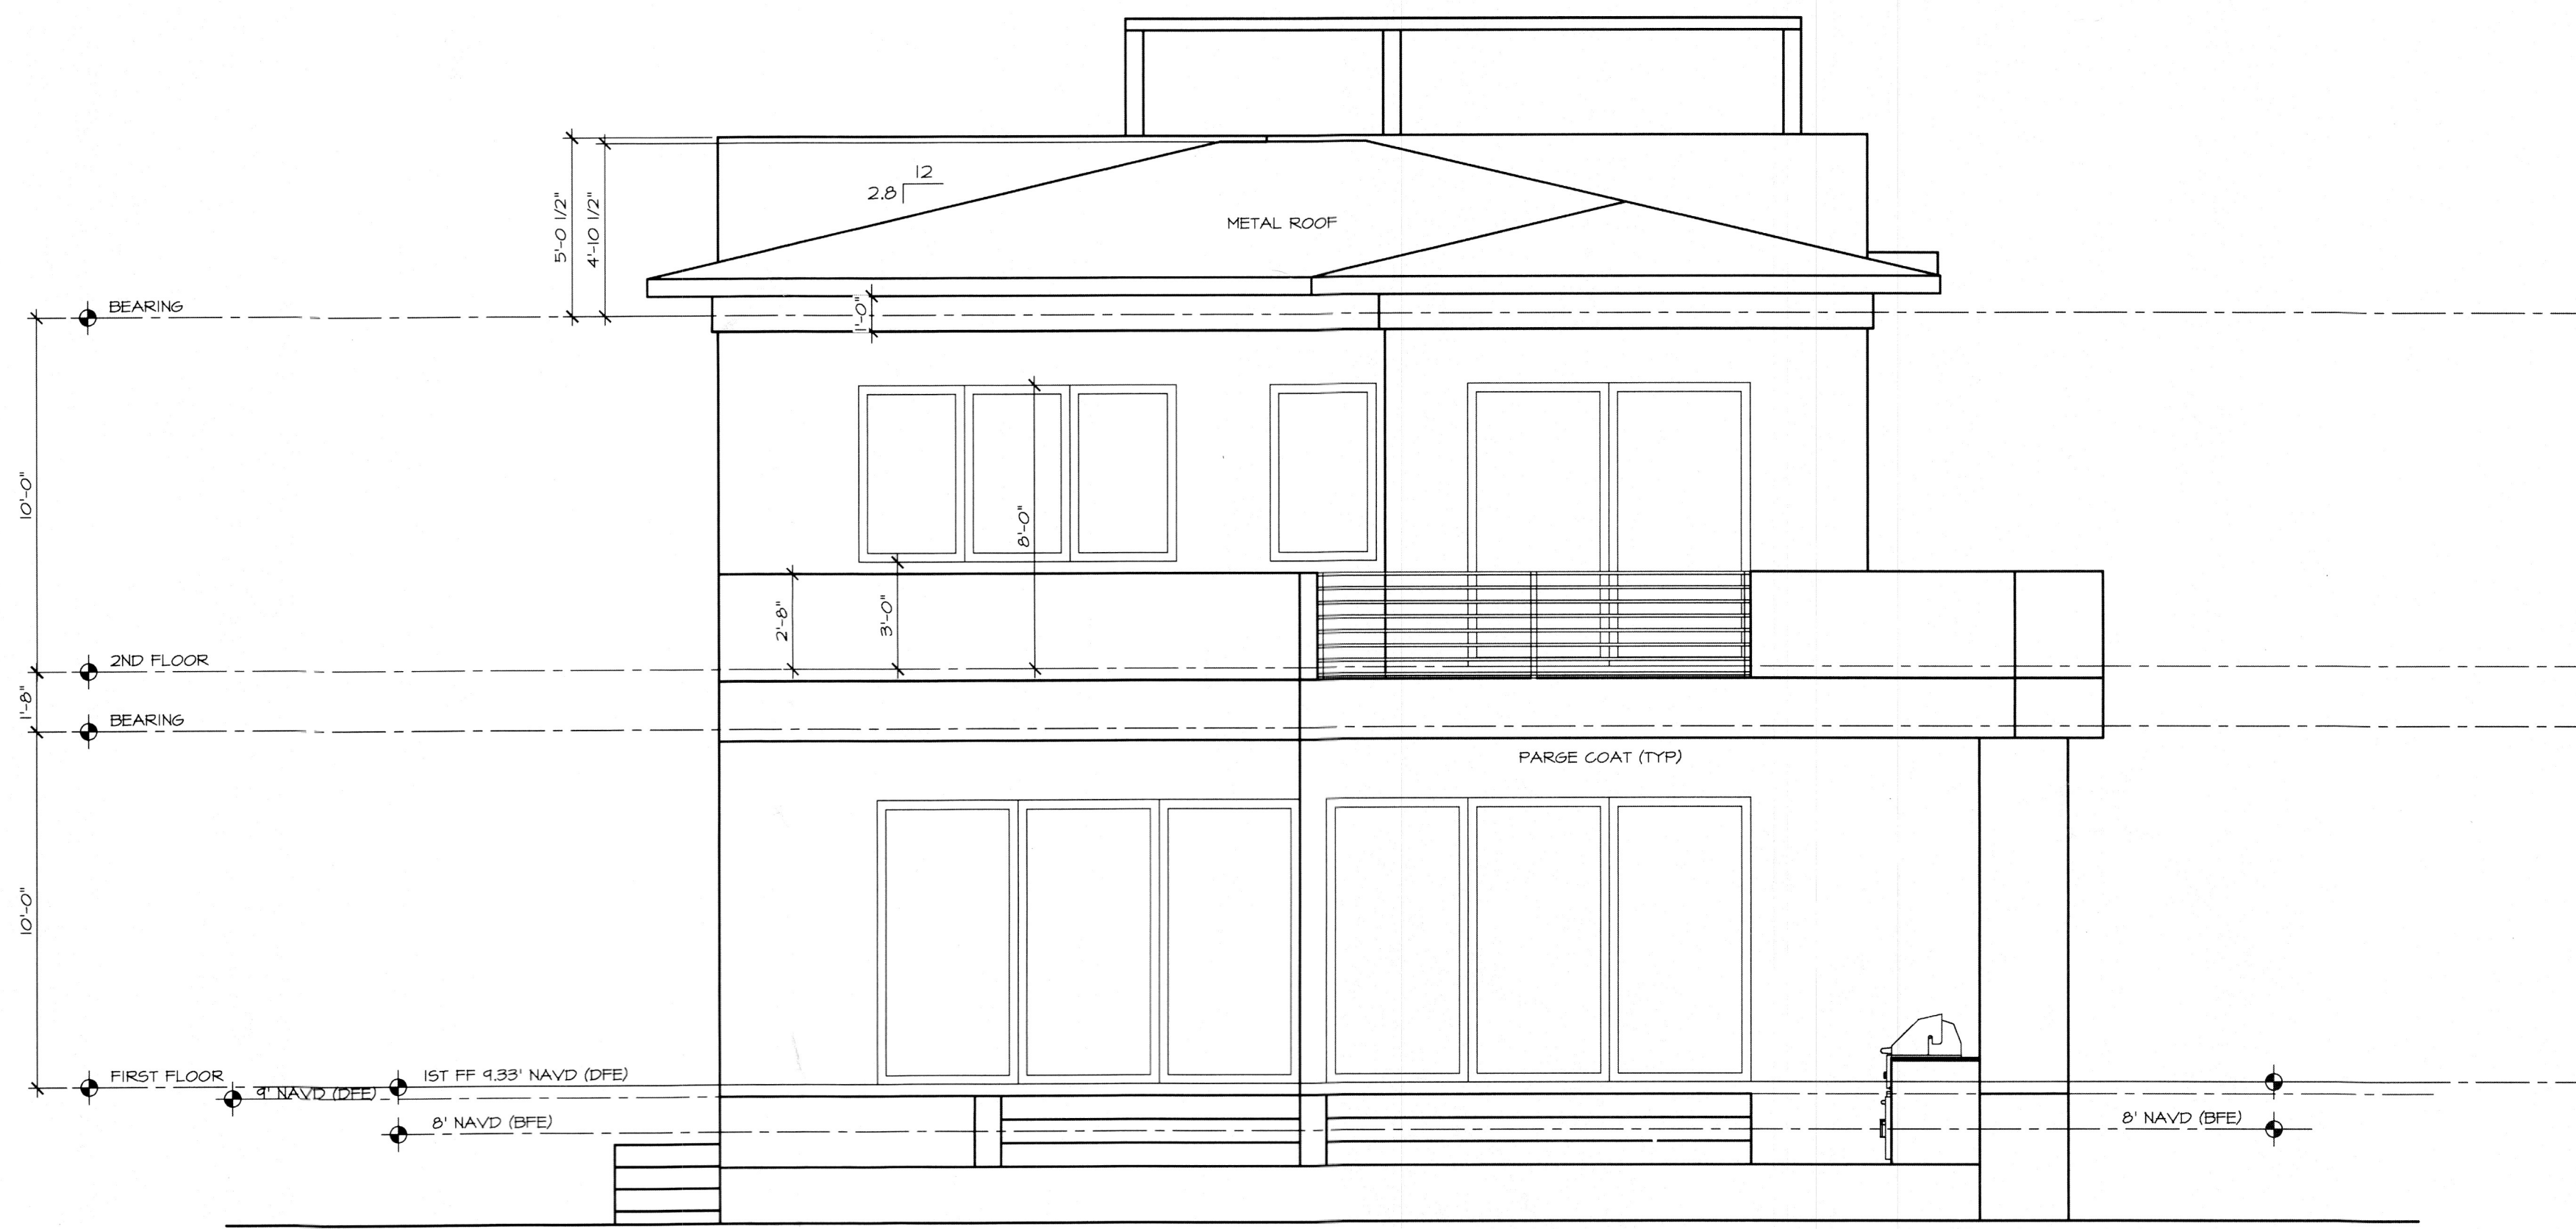 12
2.8
METAL ROOF
5'-0 1/2"
4'-10 1/2"
BEARING
1'-0"
10'-0"
8'-0"
2'-8"
3'-0"
2ND FLOOR
1'-8"
BEARING
PARGE COAT (TYP)
10'-0"
FIRST FLOOR
1ST FF 9.33' NAVD (DFE)
9' NAVD (DFE)
8' NAVD (BFE)
8' NAVD (BFE)